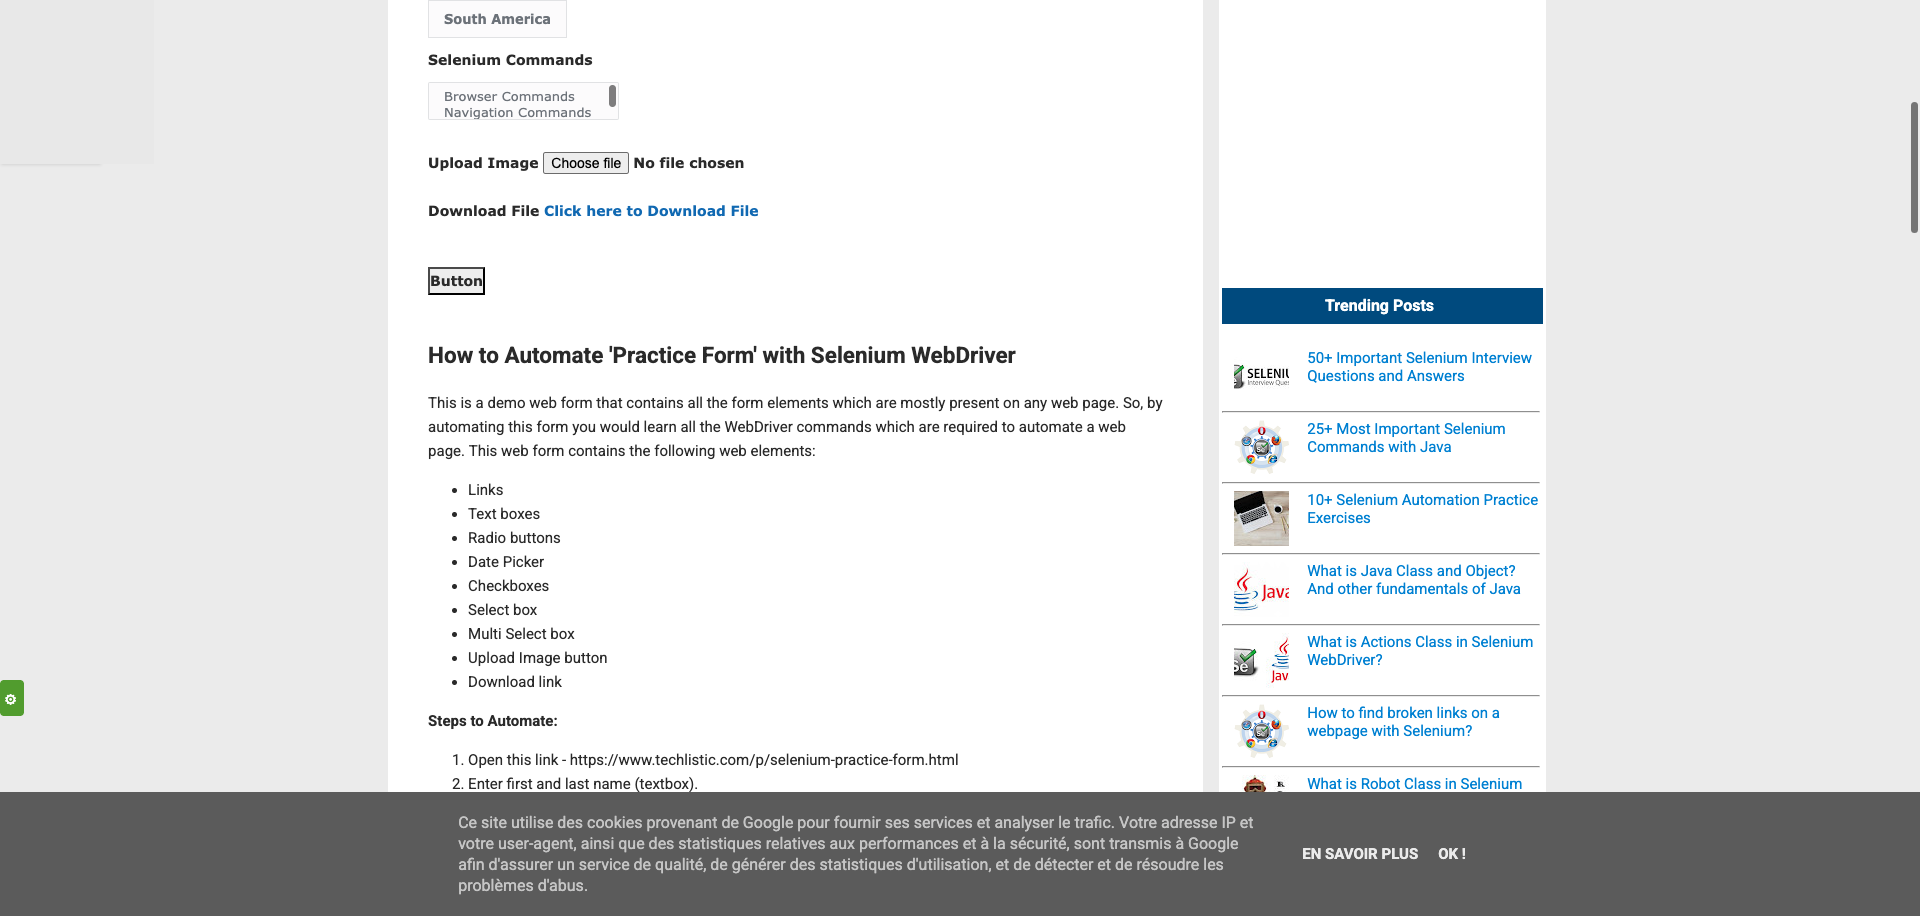 South America
Selenium Commands
Browser Commands
Navigation Commands
Upload Image Choose file No file chosen
Download File Click here to Download File
Button
How to Automate 'Practice Form' with Selenium WebDriver
This is a demo web form that contains all the form elements which are mostly present on any web page. So, by
automating this form you would learn all the WebDriver commands which are required to automate a web
page. This web form contains the following web elements:
Links
Text boxes
Radio buttons
Date Picker
Checkboxes
Select box
Multi Select box
Upload Image button
Download link
Steps to Automate:
1. Open this link - https://www.techlistic.com/p/selenium-practice-form.html
2. Enter first and last name (textbox).
Trending Posts
SELENIU
Interview Ques
50+ Important Selenium Interview
Questions and Answers
25+ Most Important Selenium
Commands with Java
10+ Selenium Automation Practice
Exercises
Java
What is Java Class and Object?
And other fundamentals of Java
Se
Jav
What is Actions Class in Selenium
WebDriver?
How to find broken links on a
webpage with Selenium?
What is Robot Class in Selenium
Ce site utilise des cookies provenant de Google pour fournir ses services et analyser le trafic. Votre adresse IP et
votre user-agent, ainsi que des statistiques relatives aux performances et à la sécurité, sont transmis à Google
afin d'assurer un service de qualité, de générer des statistiques d'utilisation, et de détecter et de résoudre les
problèmes d'abus.
EN SAVOIR PLUS OK !